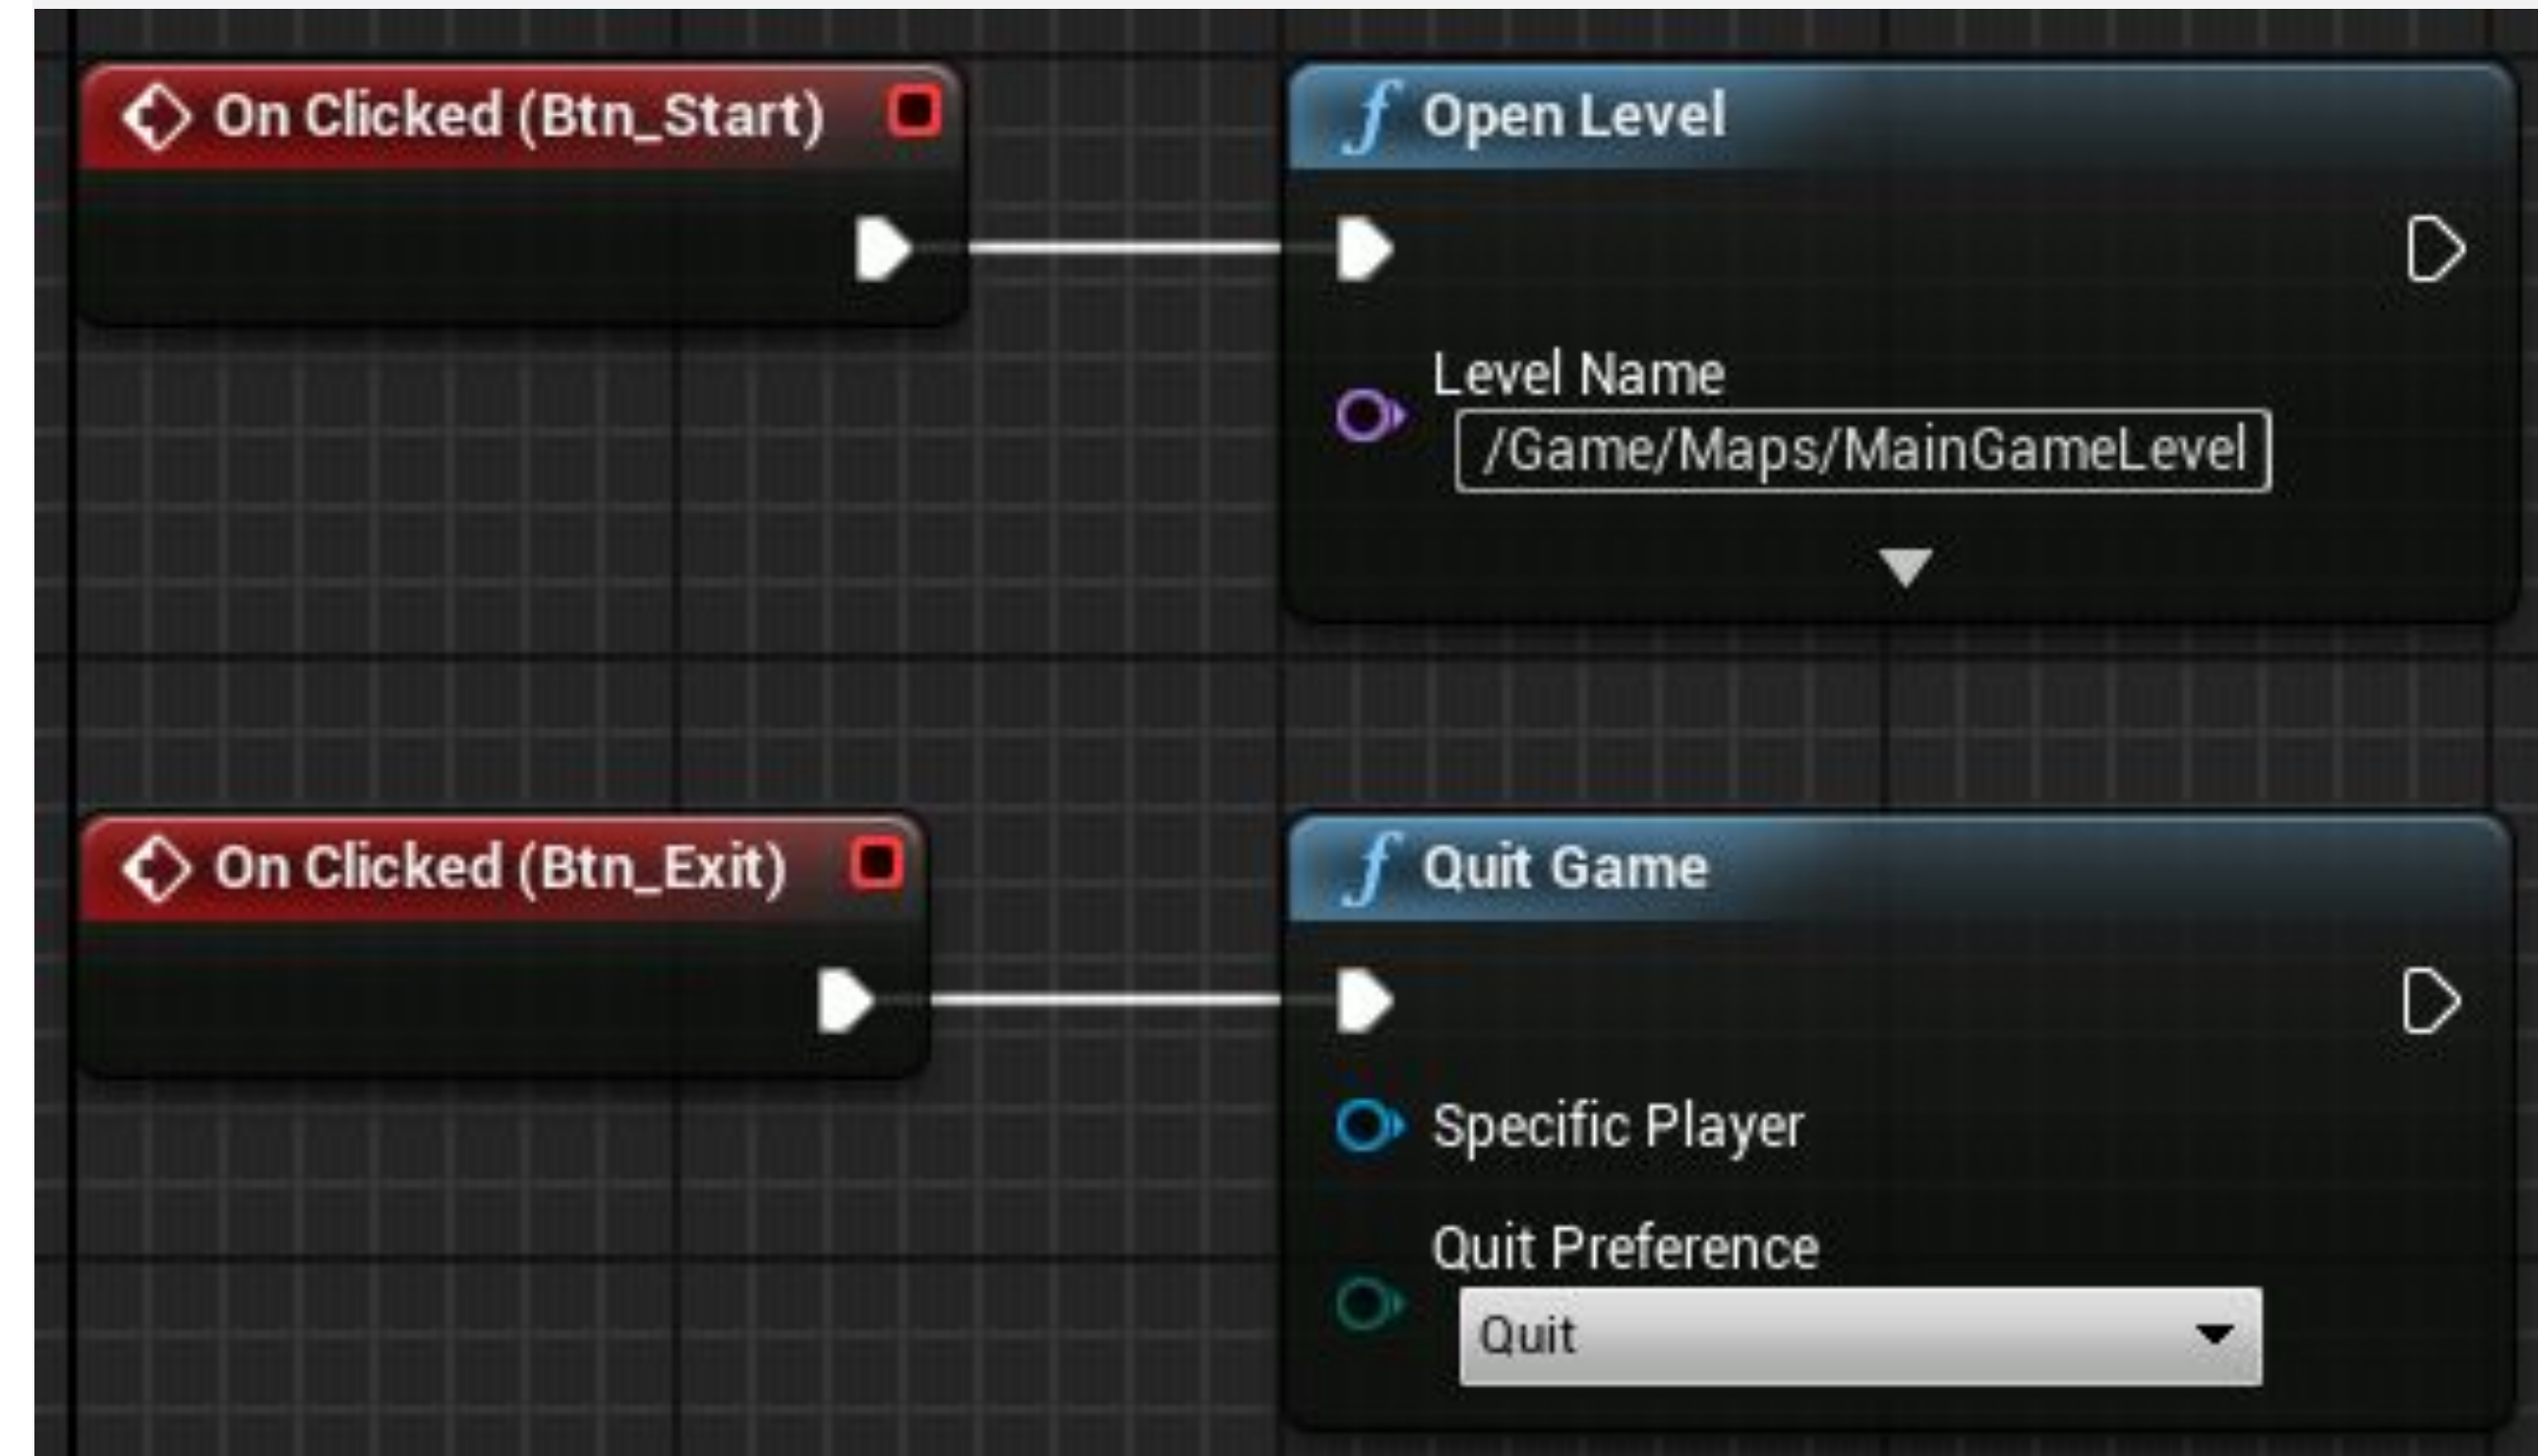 On Clicked (Btn_Start)
Open Level
Level Name
/Game/Maps/MainGameLevel
On Clicked (Btn_Exit)
Quit Game
Specific Player
Quit Preference
Quit